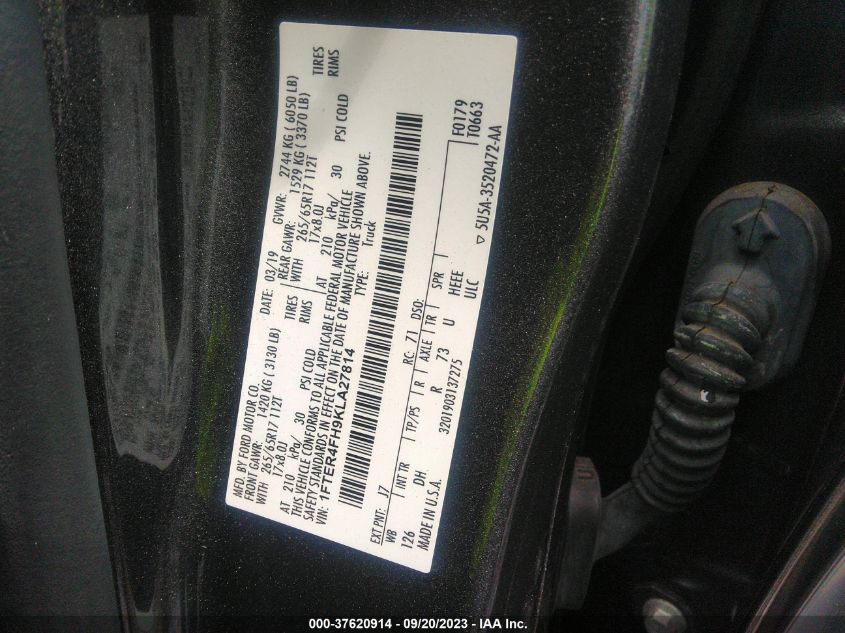 MFD. BY FORD MOTOR CO.
DATE: 03/19 GVWR: 2744 KG ( 6050 LB)
FRONT GAWR: 1420 KG ( 3130 LB) REAR GAWR: 1529 KG ( 3370 LB)
WITH 265/65R17 112T TIRES WITH 265/65R17 112T TIRES
17x8.0J RIMS 17x8.0J RIMS
AT 210 kPa/ 30 PSI COLD AT 210 kPa/ 30 PSI COLD
THIS VEHICLE CONFORMS TO ALL APPLICABLE FEDERAL MOTOR VEHICLE
SAFETY STANDARDS IN EFFECT ON THE DATE OF MANUFACTURE SHOWN ABOVE.
VIN: 1FTER4FH9KLA27814 TYPE: Truck
EXT PNT: J7 RC: 71 DSO: F0179
T0663
WB INT TR TP/PS R AXLE TR SPR
126 DH R 73 U HEEE
ULC
MADE IN U.S.A. 3201903137275 ▽ 5U5A-3520472-AA
000-37620914 - 09/20/2023 - IAA Inc.